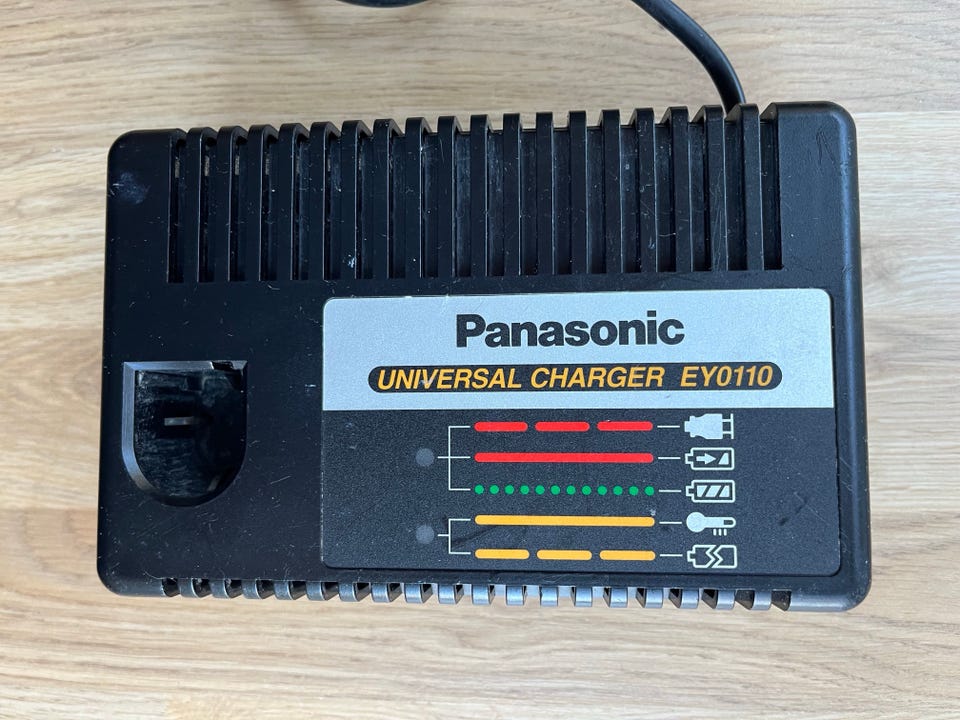 Panasonic
UNIVERSAL CHARGER EY0110